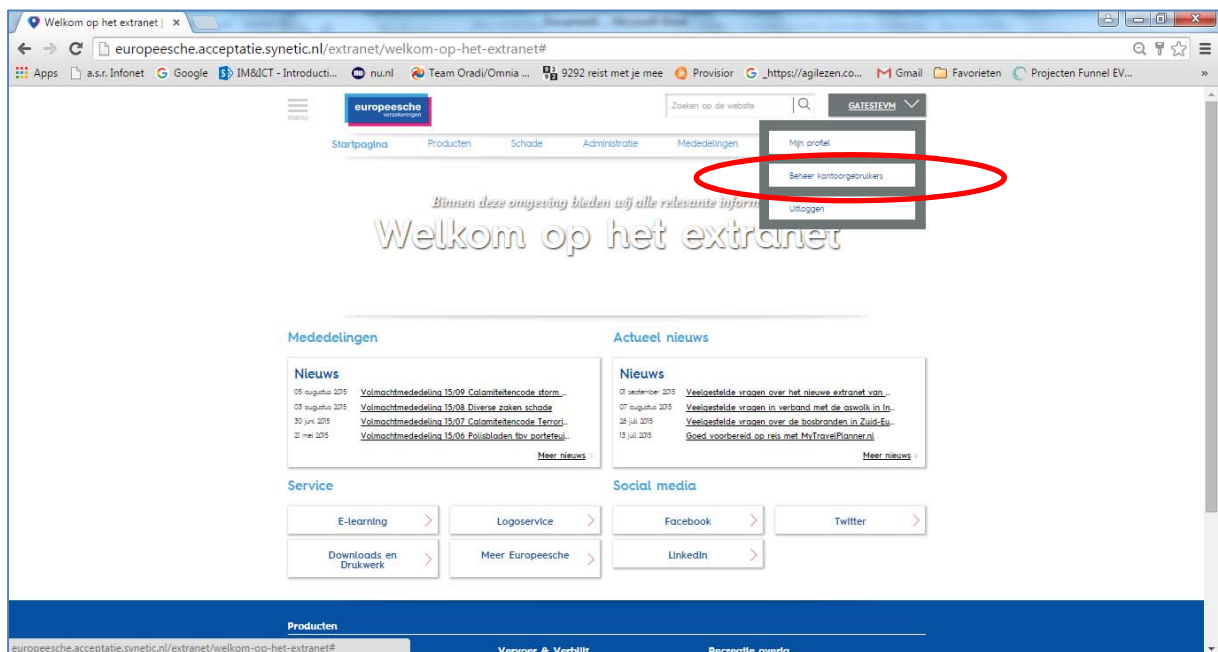 Welkom op het extranet |
europeesche.acceptatie.synetic.nl/extranet/welkom-op-het-extranet#
Apps a.s.r. Infonet Google IM&ICT - Introducti... nu.nl Team Oradi/Omnia ... 9292 reist met je mee Provisior _https://agilezen.co... Gmail Favorieten Projecten Funnel EV... »
menu
europeesche
verzekeringen
Zoeken op de website
GATESTEVM
Startpagina Producten Schade Administratie Mededelingen
Mijn profiel
Beheer kantoorgebruikers
Uitloggen
Binnen deze omgeving bieden wij alle relevante inform
Welkom op het extranet
Mededelingen Actueel nieuws
Nieuws
05 augustus 2015 Volmachtmededeling 15/09 Calamiteitencode storm ...
03 augustus 2015 Volmachtmededeling 15/08 Diverse zaken schade
30 juni 2015 Volmachtmededeling 15/07 Calamiteitencode Terrori...
21 mei 2015 Volmachtmededeling 15/06 Polisbladen tbv porteteui...
Meer nieuws
Nieuws
01 september 2015 Veelgestelde vragen over het nieuwe extranet van ...
07 augustus 2015 Veelgestelde vragen in verband met de aswolk in In...
28 juli 2015 Veelgestelde vragen over de bosbranden in Zuid-Eu...
13 juli 2015 Goed voorbereid op reis met MyTravelPlanner.nl
Meer nieuws
Service Social media
E-learning Logoservice Facebook Twitter
Downloads en
Drukwerk
Meer Europeesche LinkedIn
Producten
Vervoer & Verblijf Recreatie overig
europeesche.acceptatie.synetic.nl/extranet/welkom-op-het-extranet#